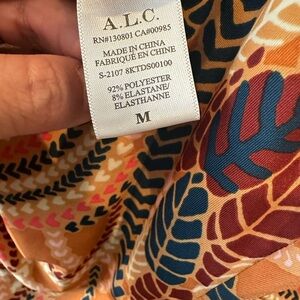 A.L.C.
RN#130801 CA#00985
MADE IN CHINA
FABRIQUÉ EN CHINE
S-2107 8KTDS00100
92% POLYESTER
8% ELASTANE/
ELASTHANNE
M